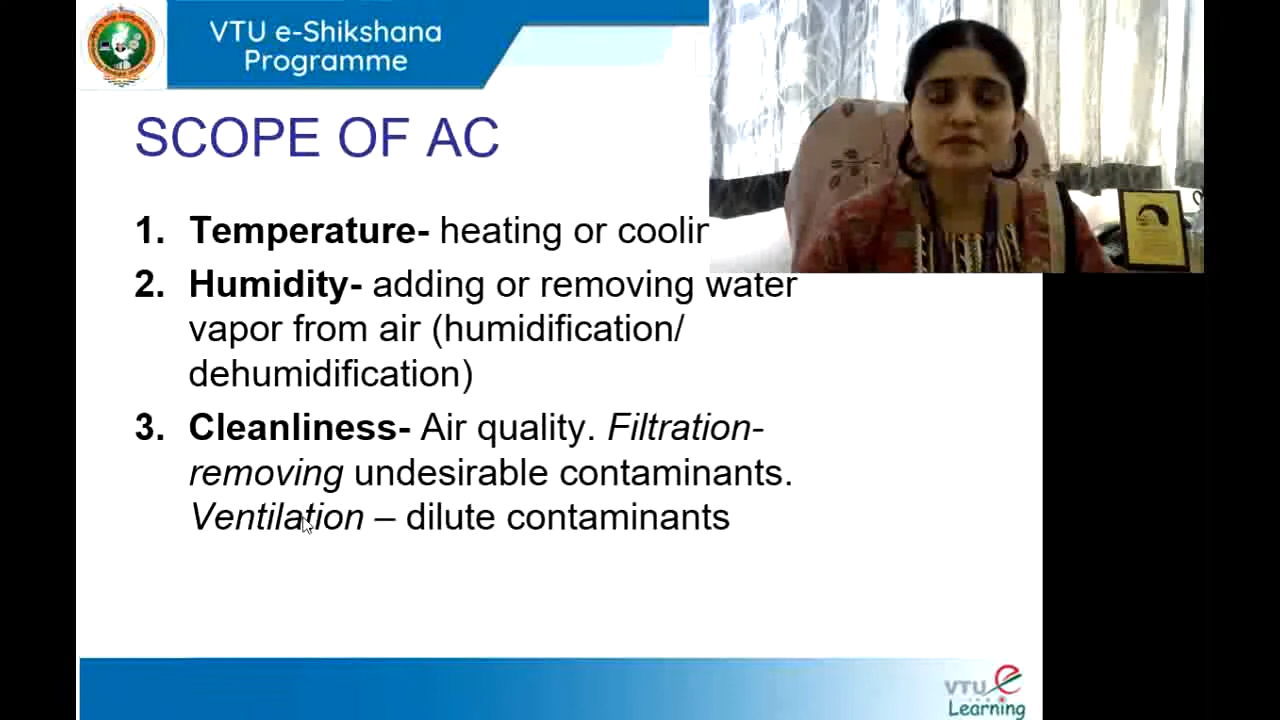 VTU e-Shikshana
Programme
SCOPE OF AC
1. Temperature- heating or coolin
2. Humidity- adding or removing water
vapor from air (humidification/
dehumidification)
3. Cleanliness- Air quality. Filtration-
removing undesirable contaminants.
Ventilation – dilute contaminants
VTU e
Learning